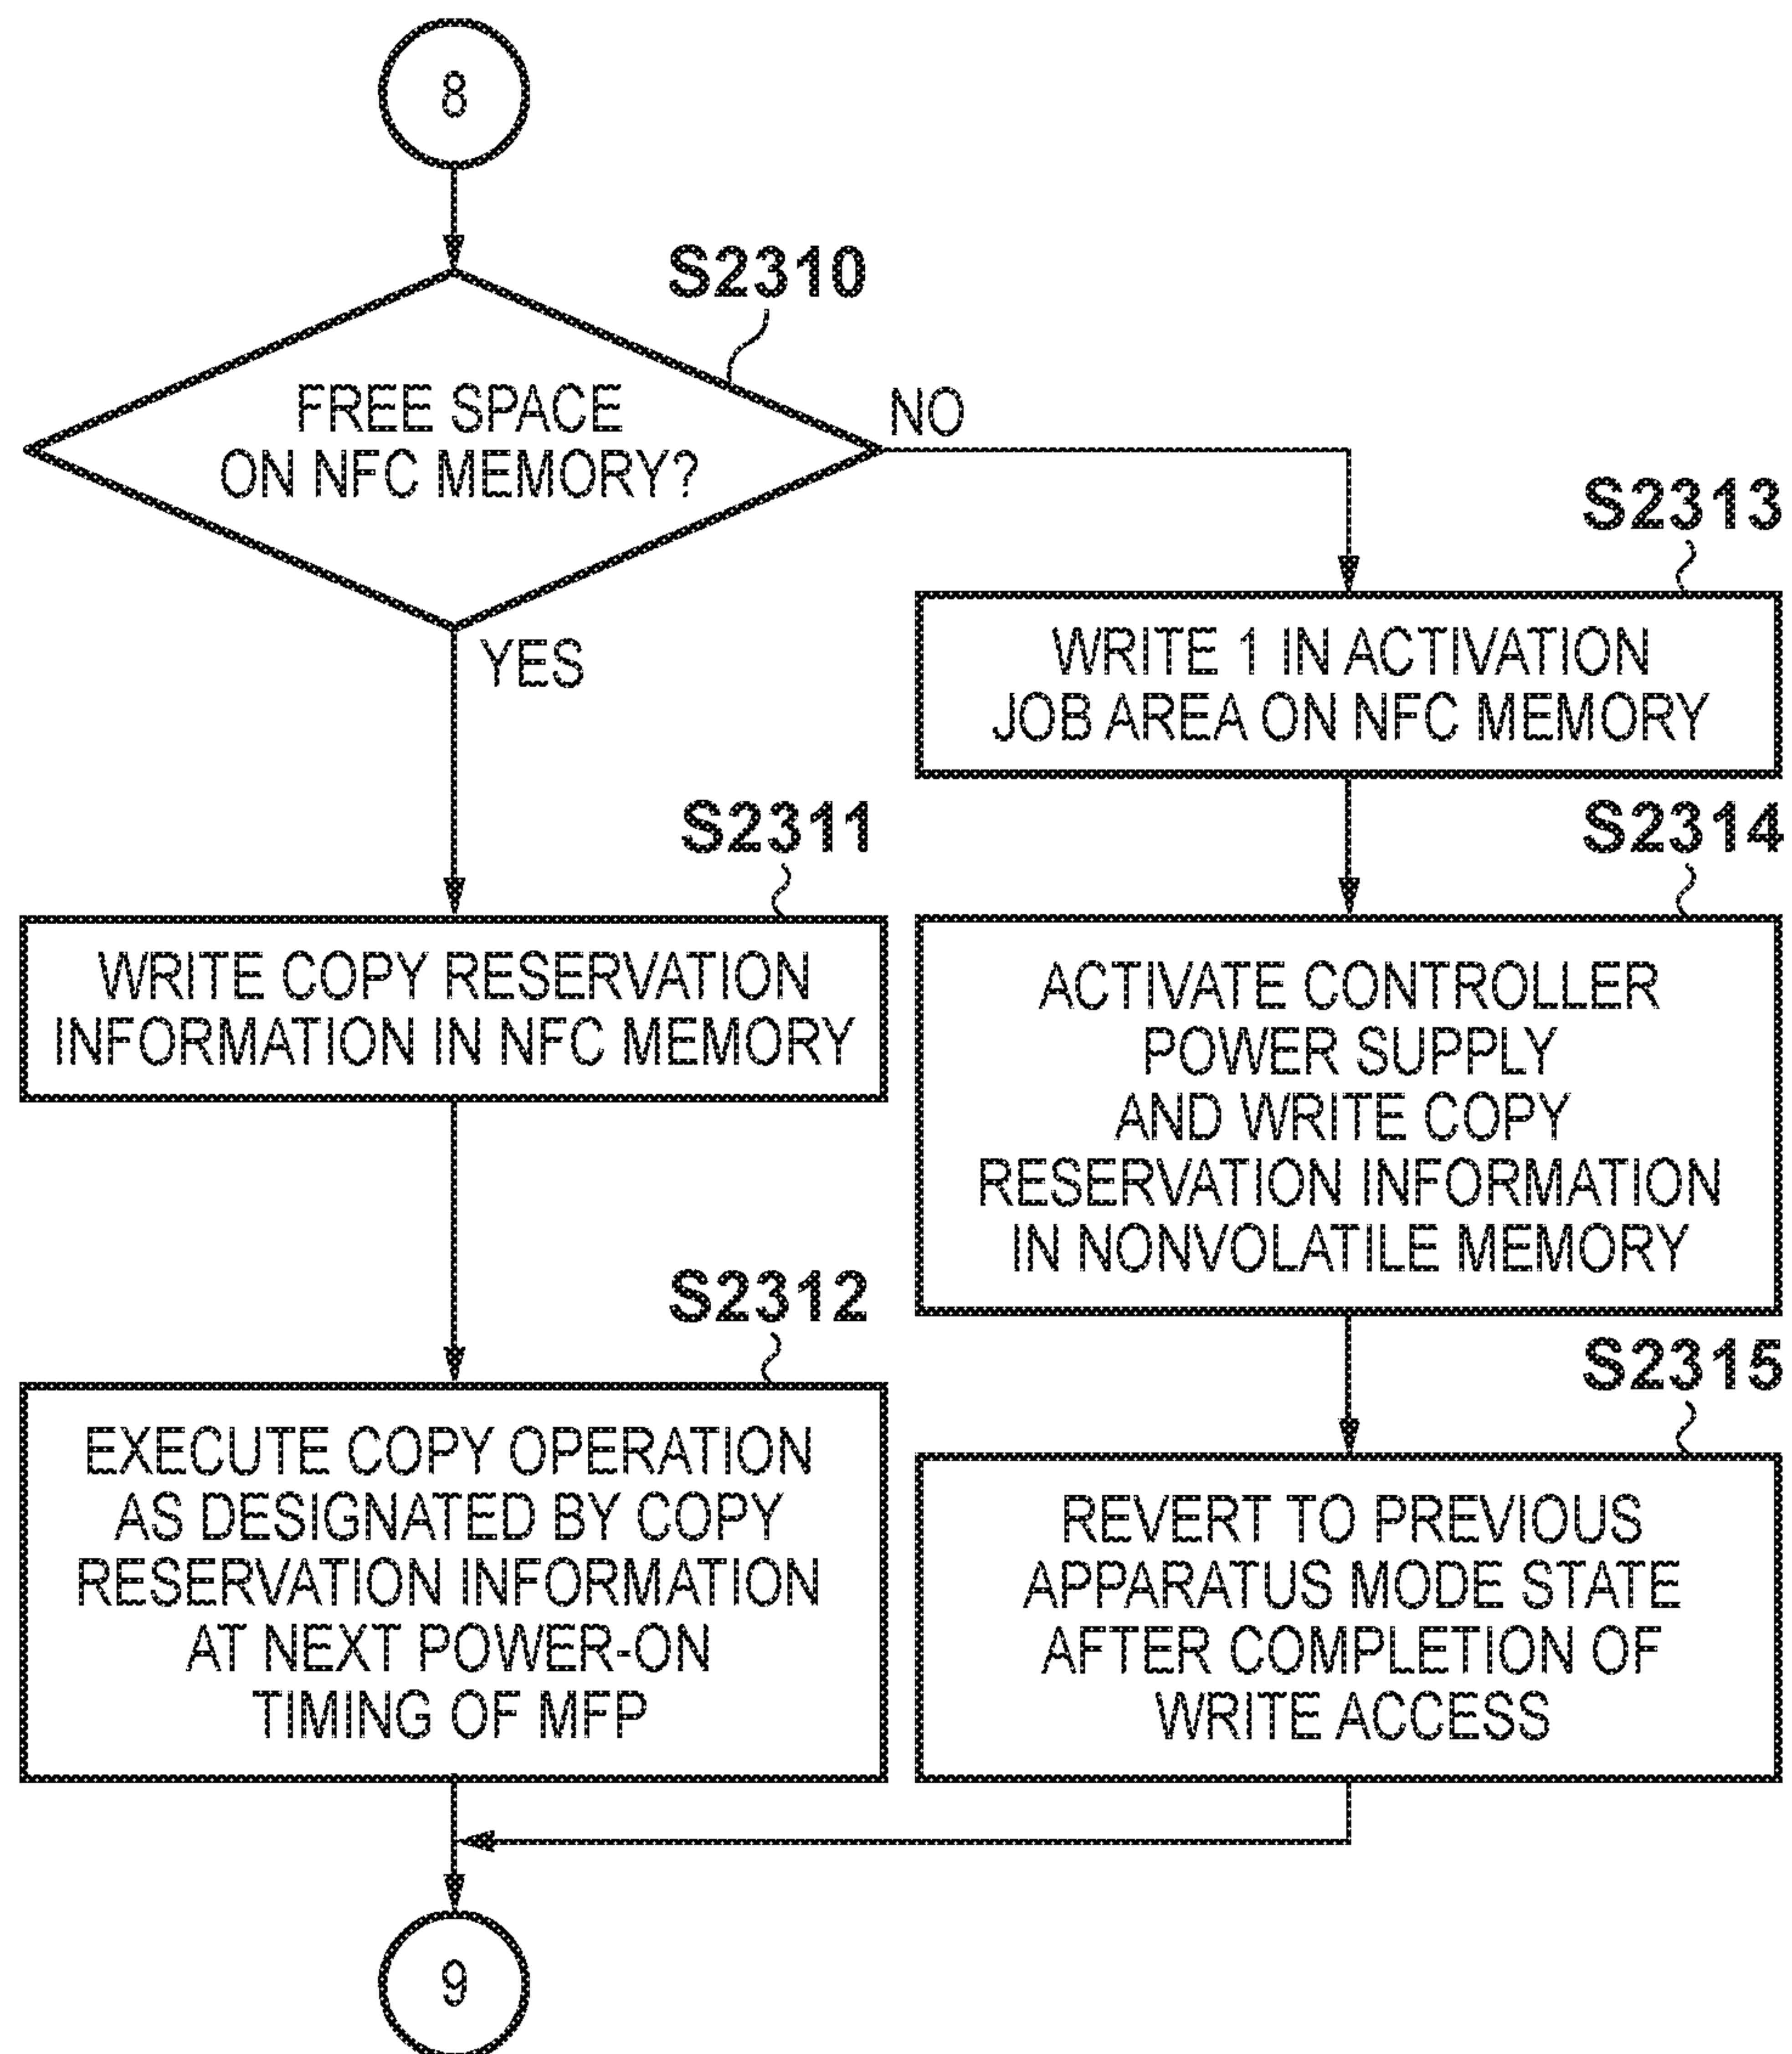 8
S2310
FREE SPACE
ON NFC MEMORY?
NO
YES
S2313
WRITE 1 IN ACTIVATION
JOB AREA ON NFC MEMORY
S2311
WRITE COPY RESERVATION
INFORMATION IN NFC MEMORY
S2314
ACTIVATE CONTROLLER
POWER SUPPLY
AND WRITE COPY
RESERVATION INFORMATION
IN NONVOLATILE MEMORY
S2312
EXECUTE COPY OPERATION
AS DESIGNATED BY COPY
RESERVATION INFORMATION
AT NEXT POWER-ON
TIMING OF MFP
S2315
REVERT TO PREVIOUS
APPARATUS MODE STATE
AFTER COMPLETION OF
WRITE ACCESS
9